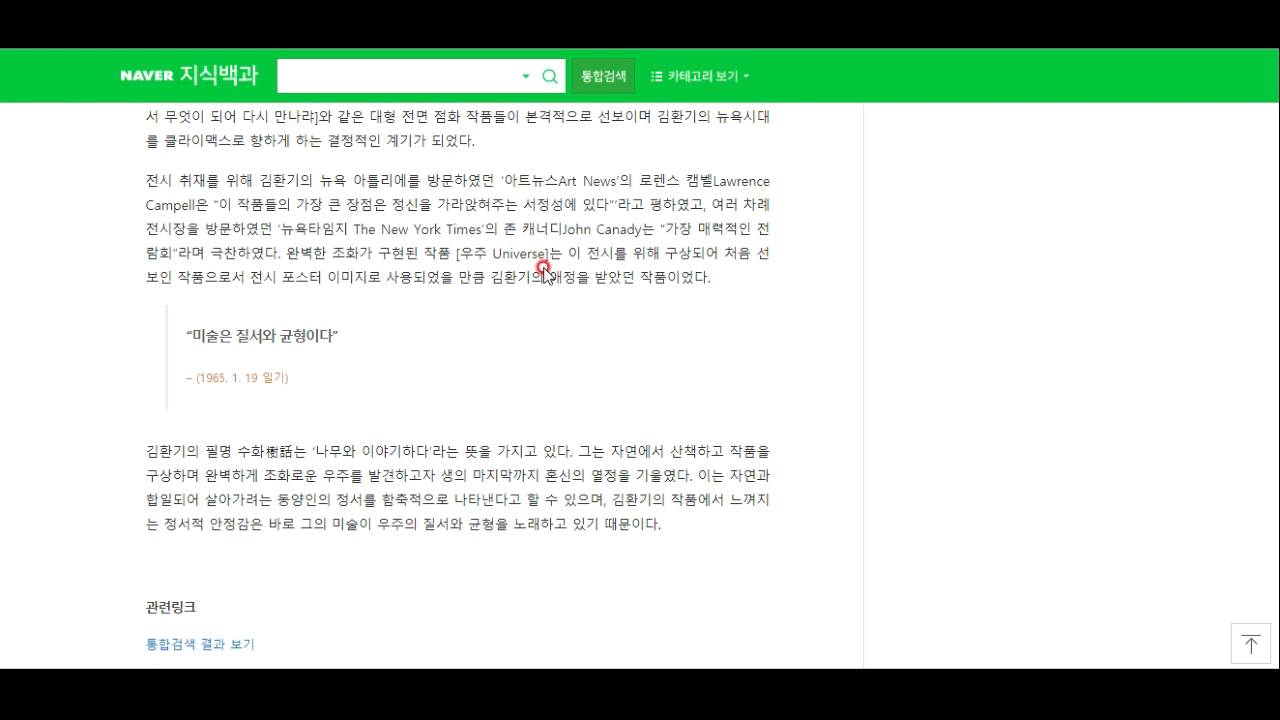 NAVER 지식백과
통합검색
카테고리 보기
서 무엇이 되어 다시 만나랴]와 같은 대형 전면 점화 작품들이 본격적으로 선보이며 김환기의 뉴욕시대
를 클라이맥스로 향하게 하는 결정적인 계기가 되었다.
전시 취재를 위해 김환기의 뉴욕 아틀리에를 방문하였던 ‘아트뉴스Art News’의 로렌스 캠벨Lawrence
Campell은 “이 작품들의 가장 큰 장점은 정신을 가라앉혀주는 서정성에 있다”라고 평하였고, 여러 차례
전시장을 방문하였던 ‘뉴욕타임지 The New York Times’의 존 캐너디John Canady는 “가장 매력적인 전
람회”라며 극찬하였다. 완벽한 조화가 구현된 작품 [우주 Universe]는 이 전시를 위해 구상되어 처음 선
보인 작품으로서 전시 포스터 이미지로 사용되었을 만큼 김환기의 애정을 받았던 작품이었다.
“미술은 질서와 균형이다”
– (1965. 1. 19 일기)
김환기의 필명 수화樹話는 ‘나무와 이야기하다’라는 뜻을 가지고 있다. 그는 자연에서 산책하고 작품을
구상하며 완벽하게 조화로운 우주를 발견하고자 생의 마지막까지 혼신의 열정을 기울였다. 이는 자연과
합일되어 살아가려는 동양인의 정서를 함축적으로 나타낸다고 할 수 있으며, 김환기의 작품에서 느껴지
는 정서적 안정감은 바로 그의 미술이 우주의 질서와 균형을 노래하고 있기 때문이다.
관련링크
통합검색 결과 보기